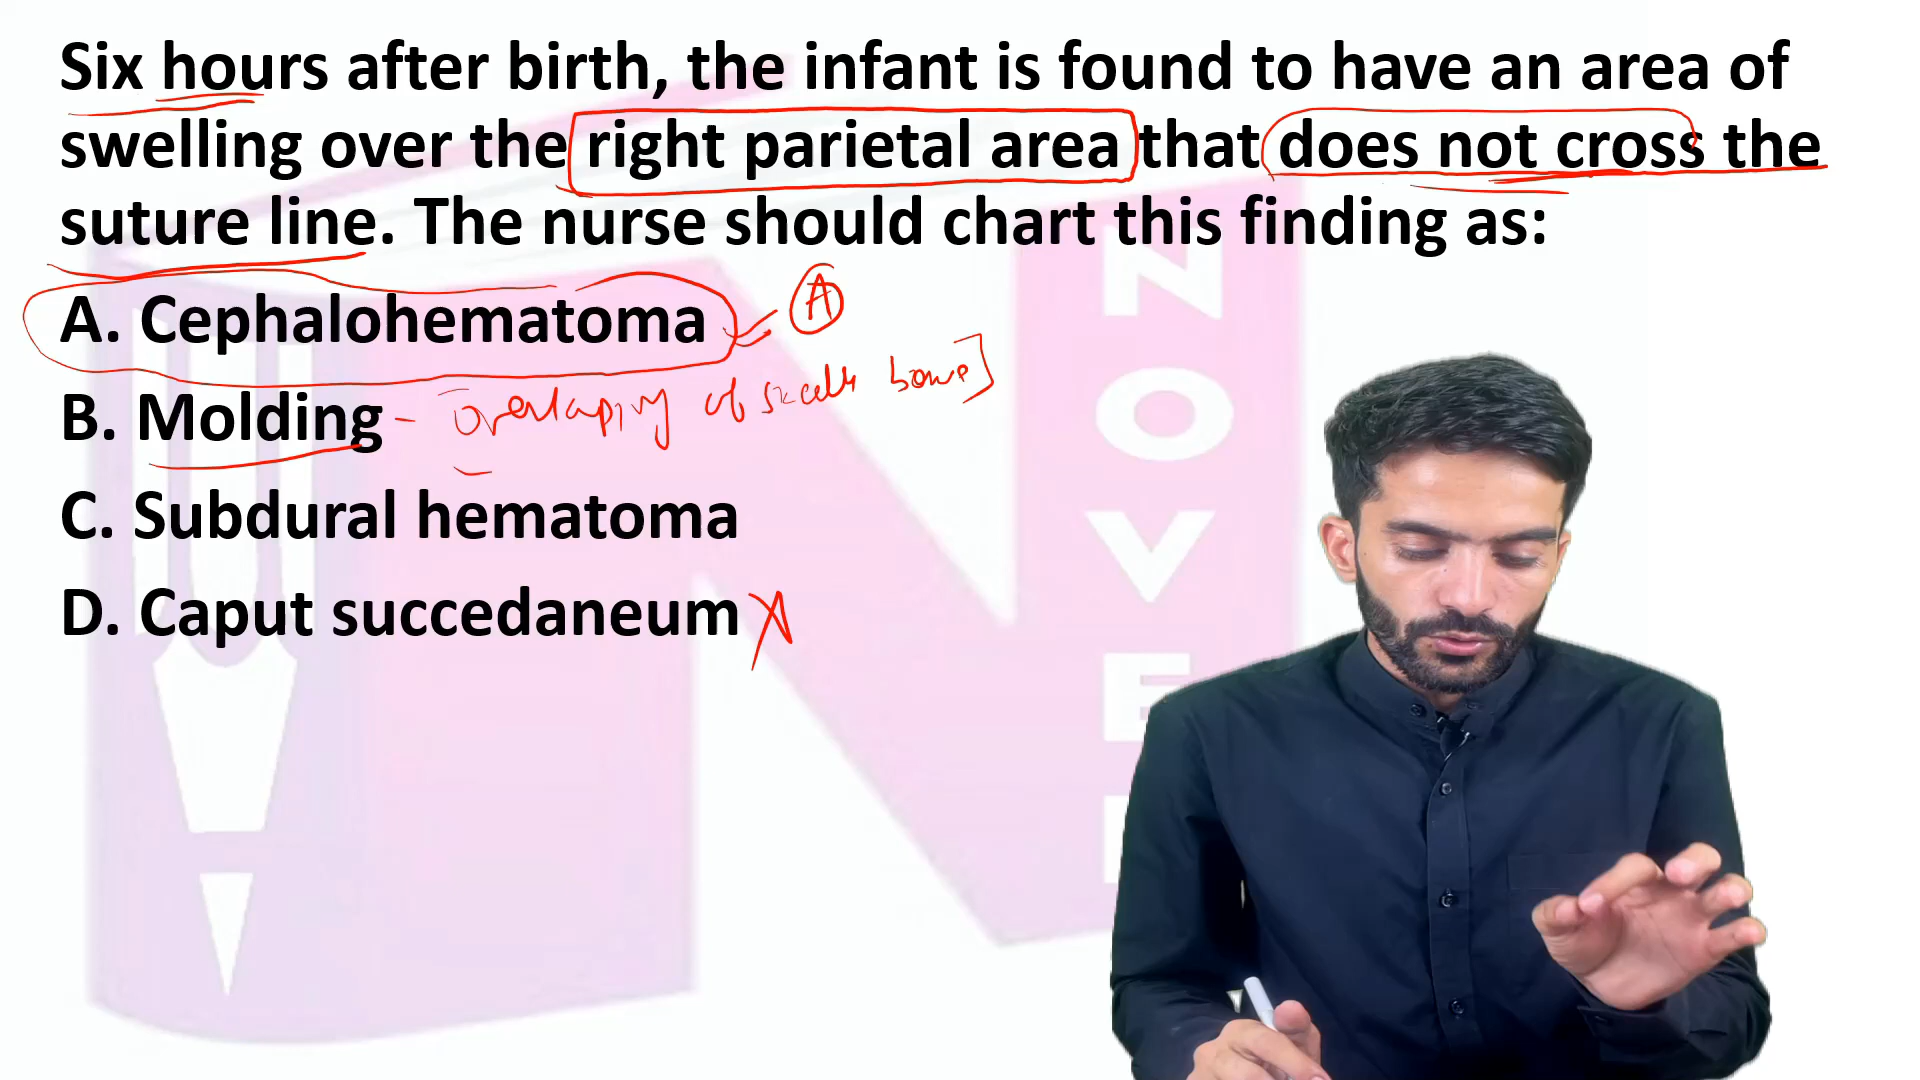 Six hours after birth, the infant is found to have an area of
swelling over the right parietal area that does not cross the
suture line. The nurse should chart this finding as:
A. Cephalohematoma
A
B. Molding - overlaping of bone
C. Subdural hematoma
D. Caput succedaneum
NOVEL